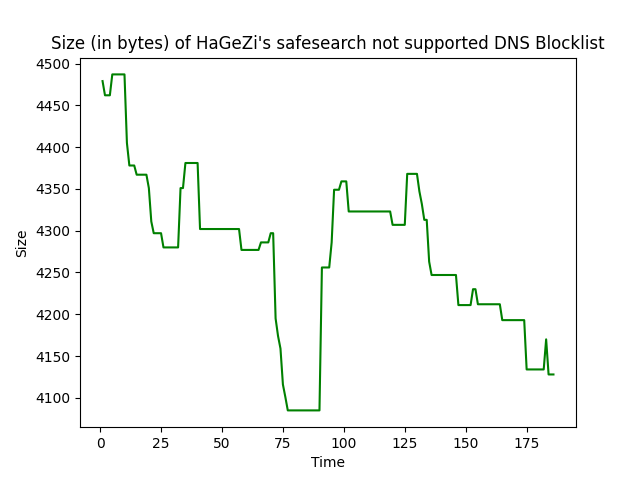 Size (in bytes) of HaGeZi's safesearch not supported DNS Blocklist
4500
4450
4400
4350
4300
4250
4200
4150
4100
Size
0 25 50 75 100 125 150 175
Time